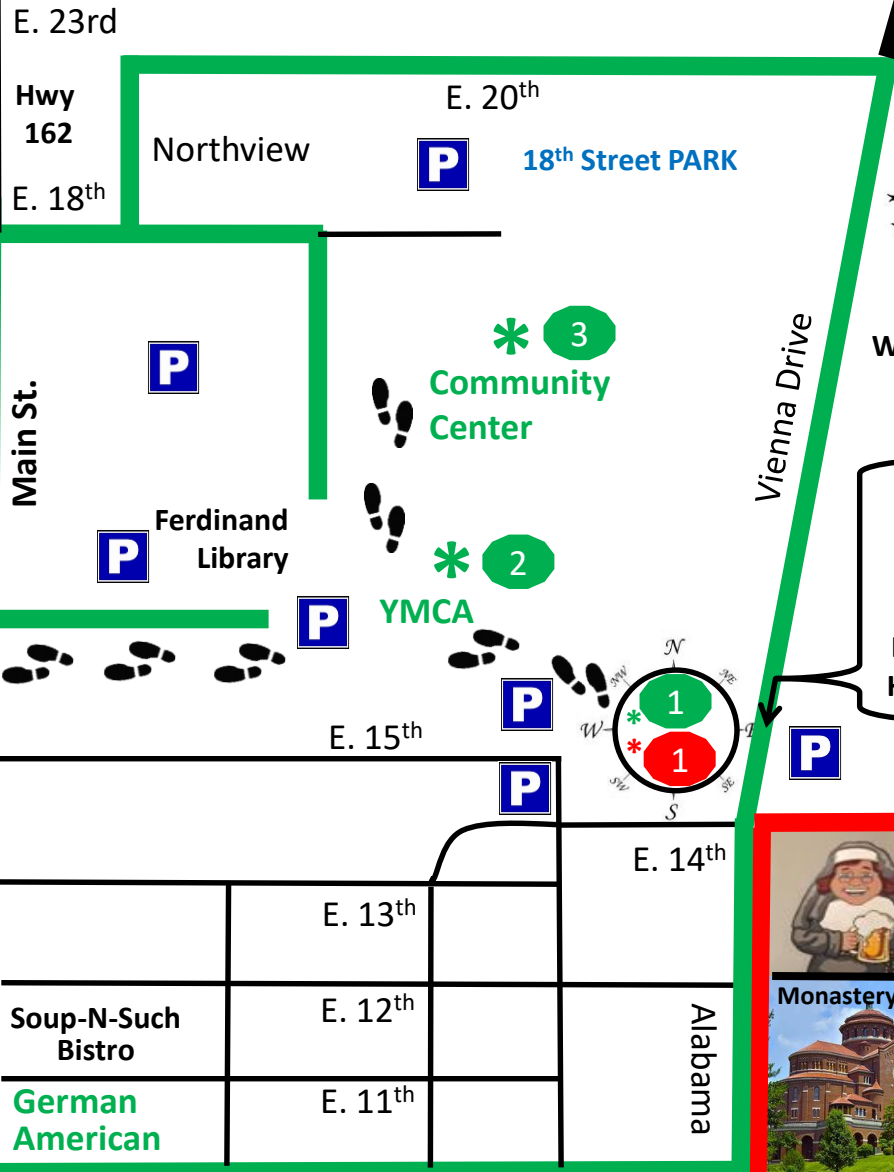 E. 23rd
Hwy
162
E. 20th
Northview
P
18th Street PARK
E. 18th
* 3
Community
Center
P
Main St.
Vienna Drive
Ferdinand
Library
P
* 2
YMCA
P
N
NW
NE
W
E
SW
SE
S
* 1
* 1
P
P
E. 15th
P
E. 14th
E. 13th
Monastery
Soup-N-Such
Bistro
E. 12th
Alabama
German
American
E. 11th